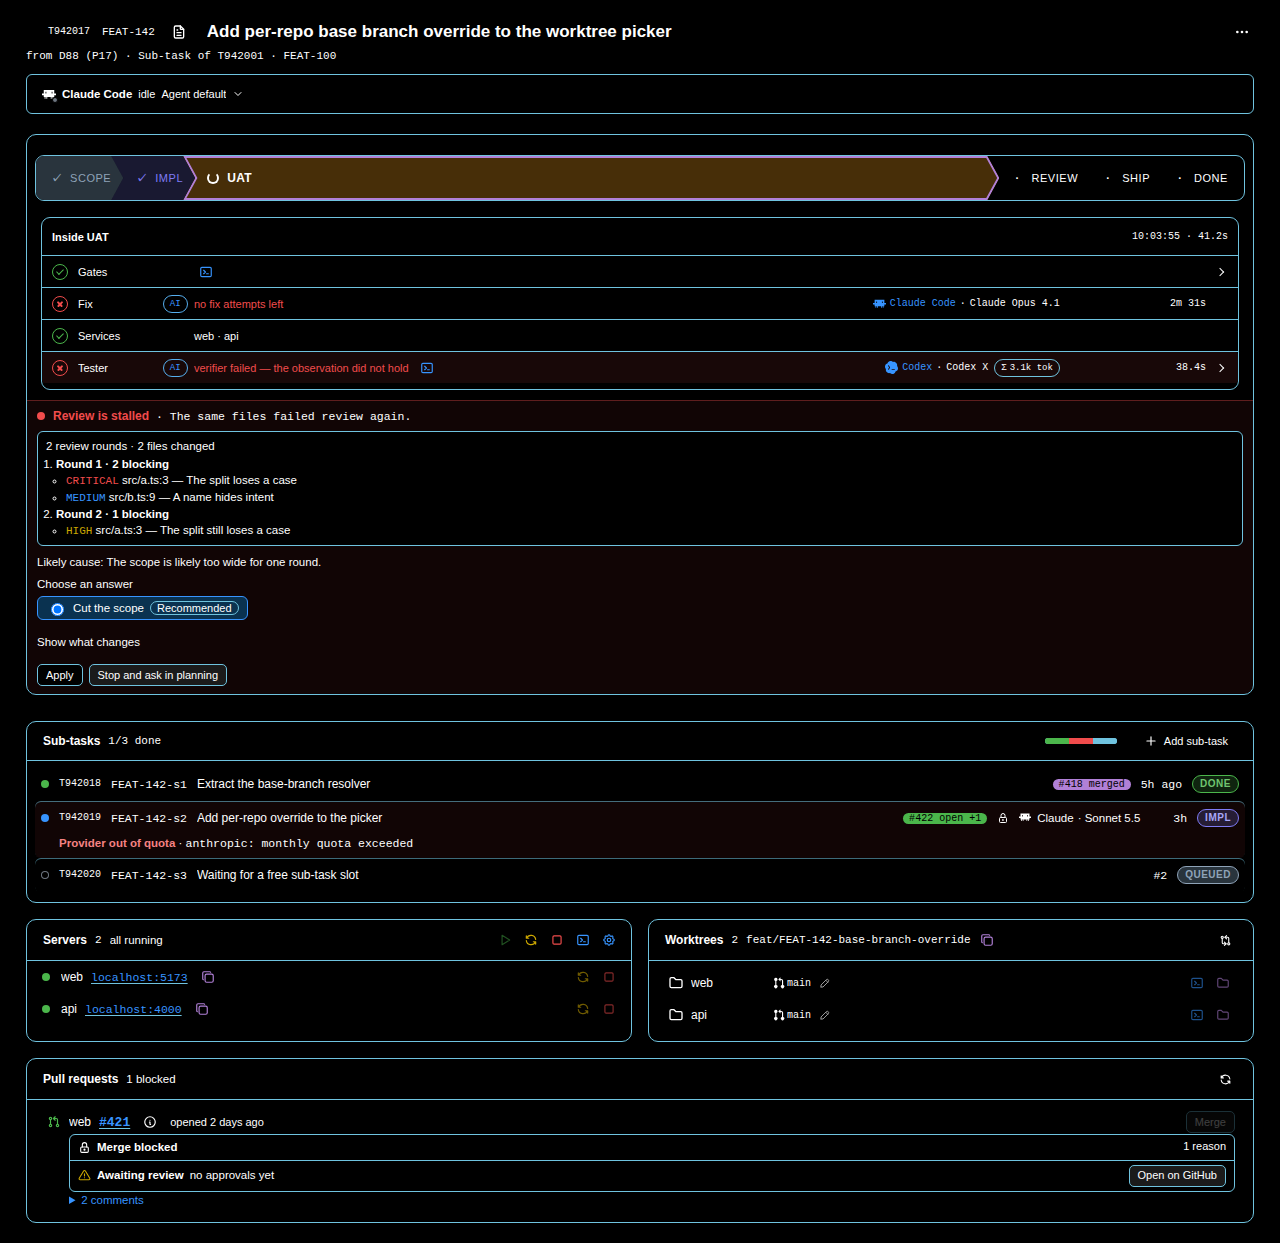 T942017 FEAT-142 Add per-repo base branch override to the worktree picker
from D88 (P17) · Sub-task of T942001 · FEAT-100
Claude Code idle Agent default
SCOPE IMPL UAT · REVIEW · SHIP · DONE
Inside UAT 10:03:55 · 41.2s
Gates
Fix AI no fix attempts left Claude Code · Claude Opus 4.1 2m 31s
Services web · api
Tester AI verifier failed — the observation did not hold Codex · Codex X Σ 3.1k tok 38.4s
Review is stalled · The same files failed review again.
2 review rounds · 2 files changed
1. Round 1 · 2 blocking
CRITICAL src/a.ts:3 — The split loses a case
MEDIUM src/b.ts:9 — A name hides intent
2. Round 2 · 1 blocking
HIGH src/a.ts:3 — The split still loses a case
Likely cause: The scope is likely too wide for one round.
Choose an answer
Cut the scope Recommended
Show what changes
Apply Stop and ask in planning
Sub-tasks 1/3 done Add sub-task
T942018 FEAT-142-s1 Extract the base-branch resolver #418 merged 5h ago DONE
T942019 FEAT-142-s2 Add per-repo override to the picker #422 open +1 Claude · Sonnet 5.5 3h IMPL
Provider out of quota · anthropic: monthly quota exceeded
T942020 FEAT-142-s3 Waiting for a free sub-task slot #2 QUEUED
Servers 2 all running
web localhost:5173
api localhost:4000
Worktrees 2 feat/FEAT-142-base-branch-override
web main
api main
Pull requests 1 blocked
web #421 opened 2 days ago Merge
Merge blocked 1 reason
Awaiting review no approvals yet Open on GitHub
2 comments